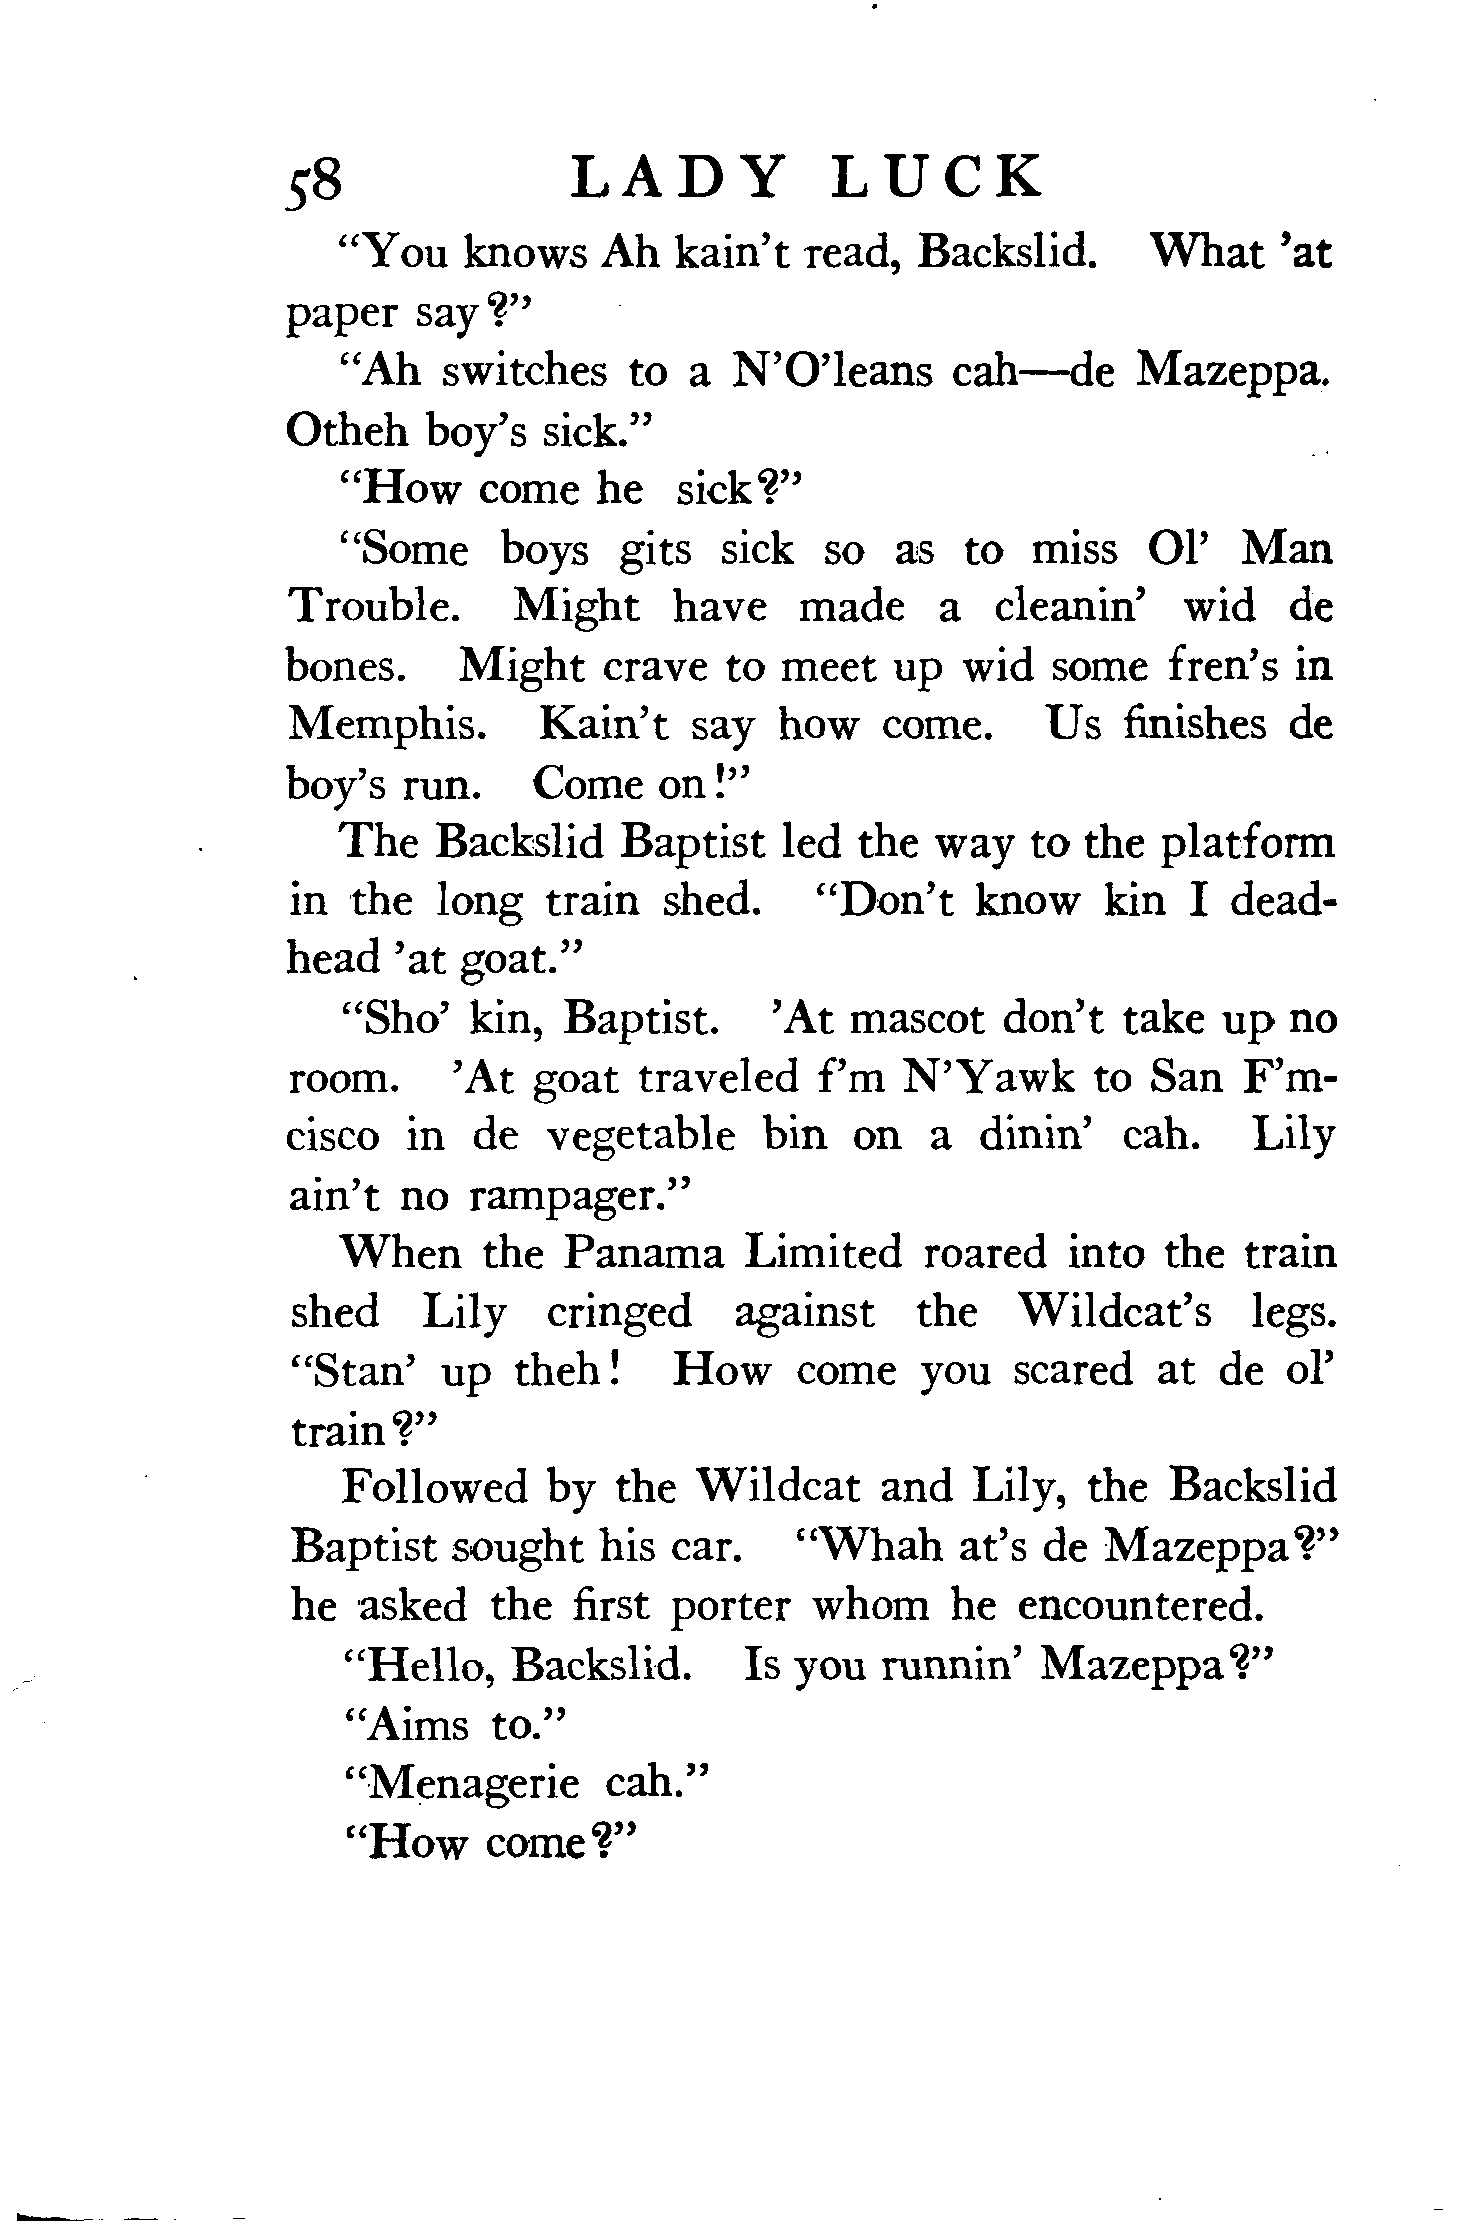 58 LADY LUCK
“You knows Ah kain’t read, Backslid. What ’at
paper say?”
“Ah switches to a N’O’leans cah—de Mazeppa.
Otheh boy’s sick.”
“How come he sick?”
“Some boys gits sick so as to miss Ol’ Man
Trouble. Might have made a cleanin’ wid de
bones. Might crave to meet up wid some fren’s in
Memphis. Kain’t say how come. Us finishes de
boy’s run. Come on!”
The Backslid Baptist led the way to the platform
in the long train shed. “Don’t know kin I dead-
head ’at goat.”
“Sho’ kin, Baptist. ’At mascot don’t take up no
room. ’At goat traveled f’m N’Yawk to San F’m-
cisco in de vegetable bin on a dinin’ cah. Lily
ain’t no rampager.”
When the Panama Limited roared into the train
shed Lily cringed against the Wildcat’s legs.
“Stan’ up theh! How come you scared at de ol’
train?”
Followed by the Wildcat and Lily, the Backslid
Baptist sought his car. “Whah at’s de Mazeppa?”
he asked the first porter whom he encountered.
“Hello, Backslid. Is you runnin’ Mazeppa?”
“Aims to.”
“Menagerie cah.”
“How come?”